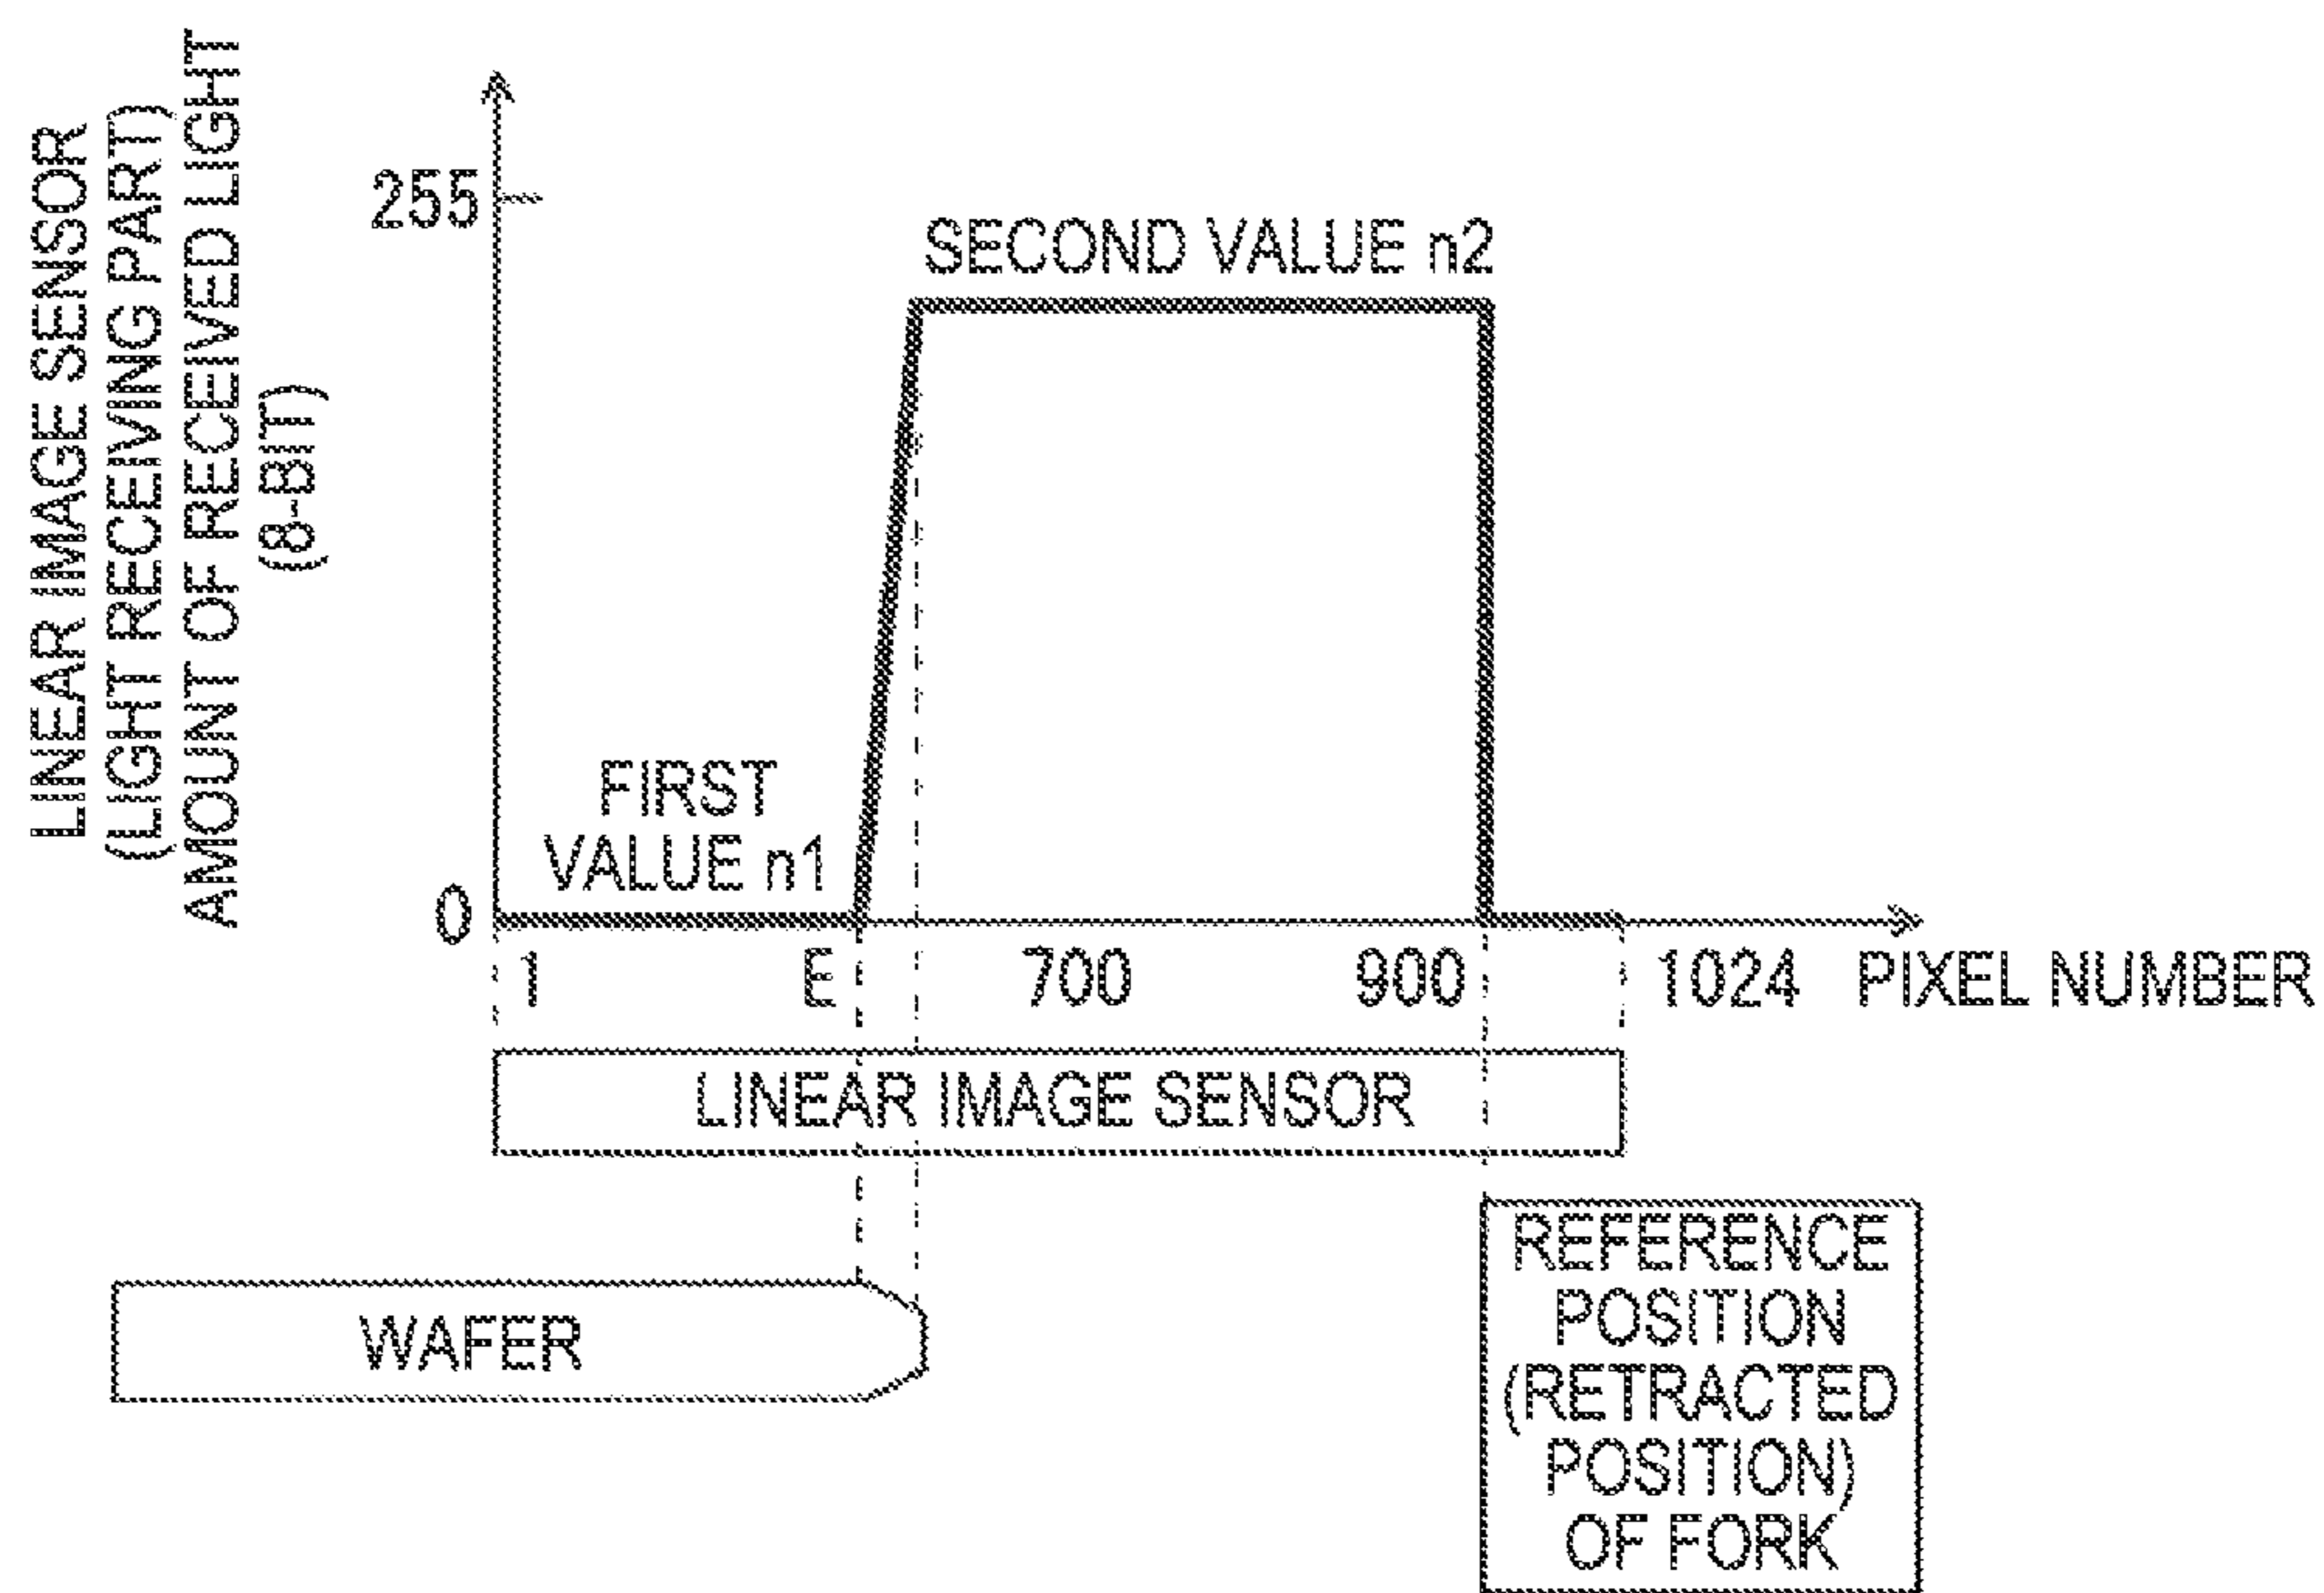 LINEAR IMAGE SENSOR
(LIGHT RECEIVING PART)
AMOUNT OF RECEIVED LIGHT
(8-BIT)
255
SECOND VALUE n2
FIRST
VALUE n1
0
1 E 700 900 1024 PIXEL NUMBER
LINEAR IMAGE SENSOR
WAFER
REFERENCE
POSITION
(RETRACTED
POSITION)
OF FORK